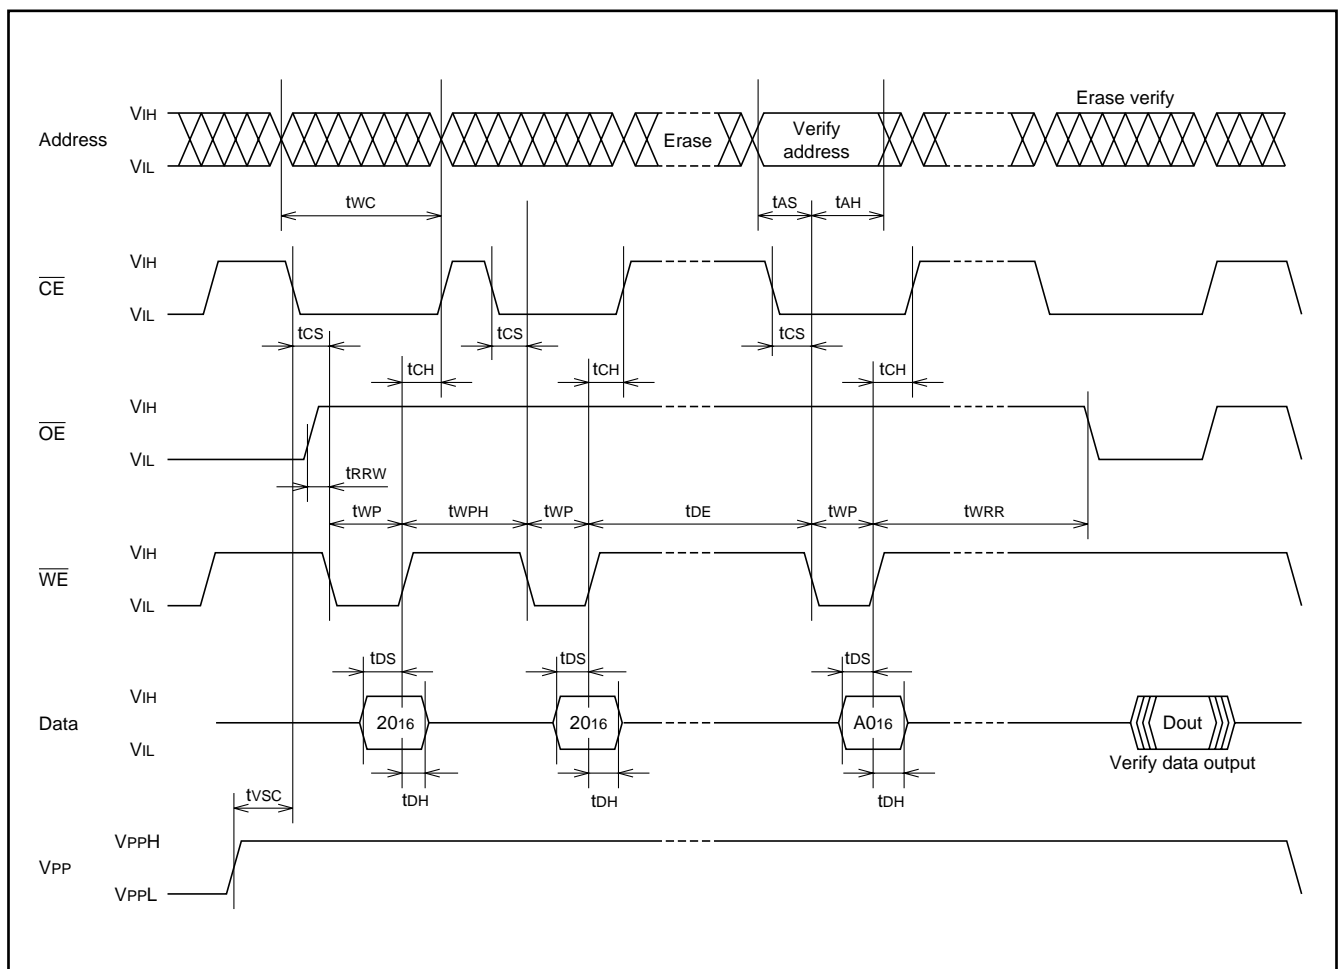 Erase verify
VIH
Address
Erase
Verify
address
VIL
tWC
tAS
tAH
VIH
CE
VIL
tCS
tCS
tCS
tCH
tCH
tCH
VIH
OE
VIL
tRRW
tWP
tWPH
tWP
tDE
tWP
tWRR
VIH
WE
VIL
tDS
tDS
tDS
VIH
Data
2016
2016
A016
Dout
VIL
Verify data output
tVSC
tDH
tDH
tDH
VPPH
VPP
VPPL